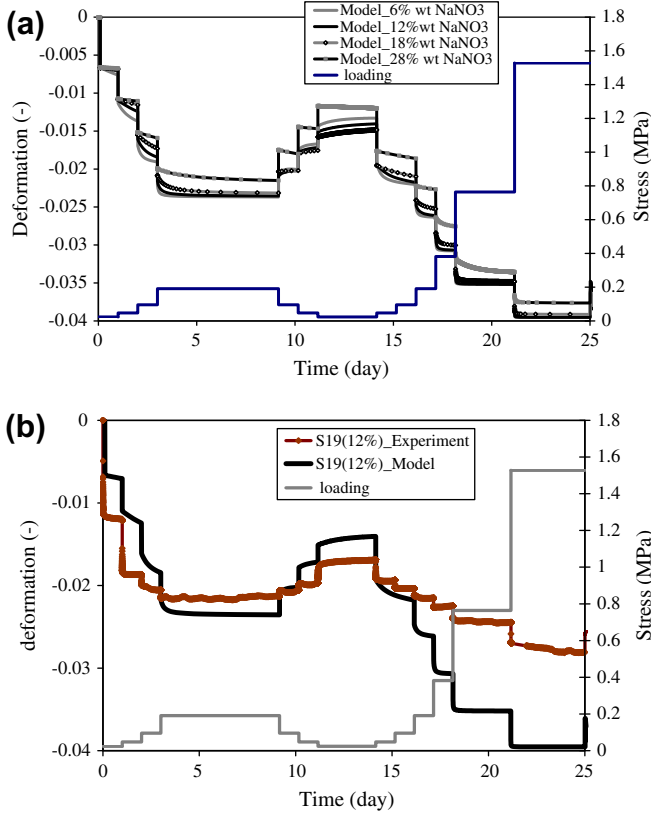 (a)
Model_6% wt NaNO3
Model_12%wt NaNO3
Model_18%wt NaNO3
Model_28% wt NaNO3
loading
0
-0.005
-0.01
-0.015
-0.02
-0.025
-0.03
-0.035
-0.04
Deformation (-)
1.8
1.6
1.4
1.2
1
0.8
0.6
0.4
0.2
0
Stress (MPa)
0 5 10 15 20 25
Time (day)
(b)
S19(12%)_Experiment
S19(12%)_Model
loading
0
-0.01
-0.02
-0.03
-0.04
deformation (-)
1.8
1.6
1.4
1.2
1
0.8
0.6
0.4
0.2
0
Stress (MPa)
0 5 10 15 20 25
Time (day)